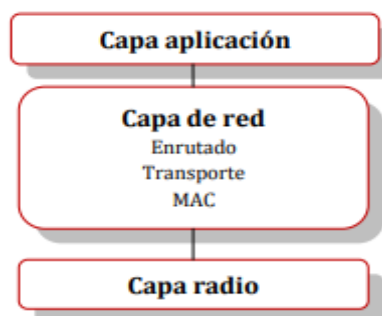 Capa aplicación
Capa de red
Enrutado
Transporte
MAC
Capa radio